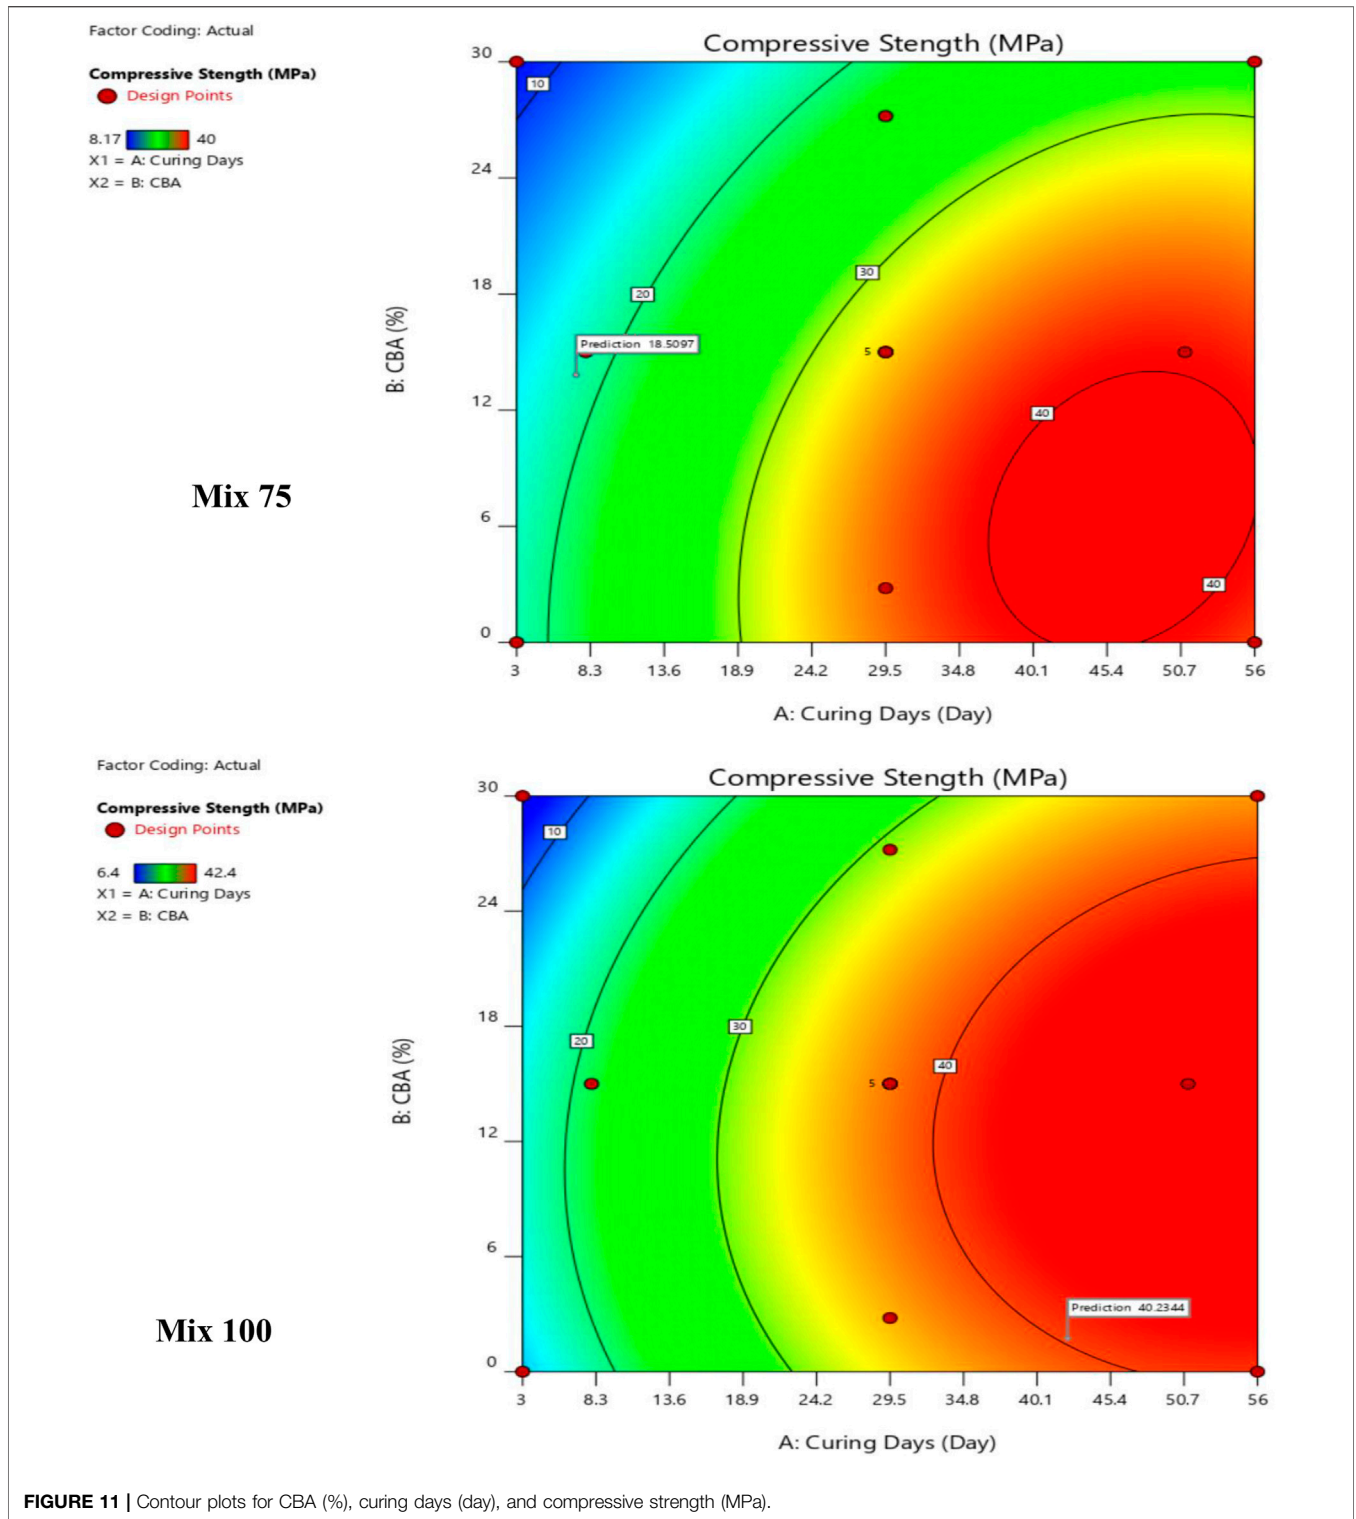 Factor Coding: Actual
Compressive Stength (MPa)
Design Points
8.17 40
X1 = A: Curing Days
X2 = B: CBA
Compressive Stength (MPa)
30
24
18
12
6
0
B: CBA (%)
10
20
30
40
40
Prediction 18.5097
5
3 8.3 13.6 18.9 24.2 29.5 34.8 40.1 45.4 50.7 56
A: Curing Days (Day)
Mix 75
Factor Coding: Actual
Compressive Stength (MPa)
Design Points
6.4 42.4
X1 = A: Curing Days
X2 = B: CBA
Compressive Stength (MPa)
30
24
18
12
6
0
B: CBA (%)
10
20
30
40
5
Prediction 40.2344
3 8.3 13.6 18.9 24.2 29.5 34.8 40.1 45.4 50.7 56
A: Curing Days (Day)
Mix 100
FIGURE 11 | Contour plots for CBA (%), curing days (day), and compressive strength (MPa).